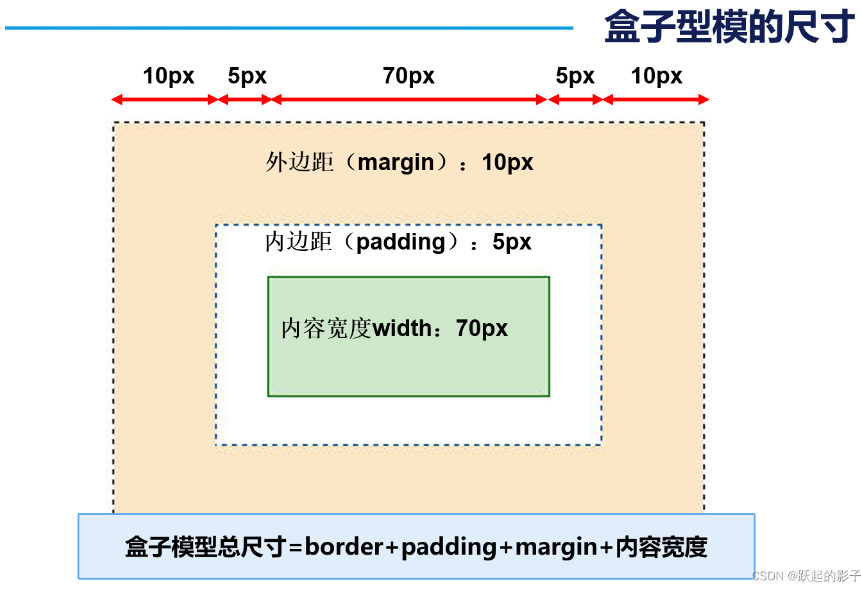 盒子型模的尺寸
10px 5px 70px 5px 10px
外边距（margin）：10px
内边距（padding）：5px
内容宽度width：70px
盒子模型总尺寸=border+padding+margin+内容宽度
CSDN @跃起的影子